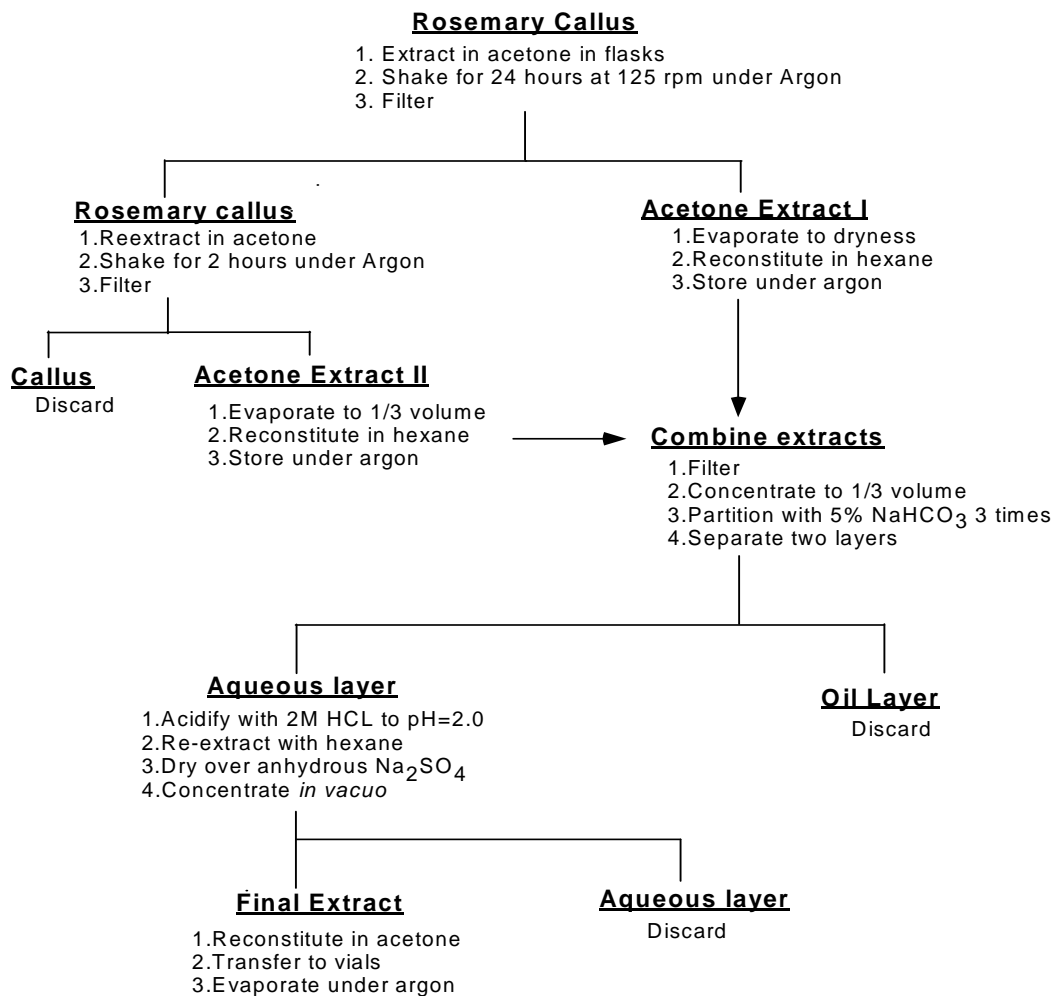 Rosemary Callus
1. Extract in acetone in flasks
2. Shake for 24 hours at 125 rpm under Argon
3. Filter
Rosemary callus
1.Reextract in acetone
2.Shake for 2 hours under Argon
3.Filter
Acetone Extract I
1.Evaporate to dryness
2.Reconstitute in hexane
3.Store under argon
Callus
Discard
Acetone Extract II
1.Evaporate to 1/3 volume
2.Reconstitute in hexane
3.Store under argon
Combine extracts
1.Filter
2.Concentrate to 1/3 volume
3.Partition with 5% NaHCO3 3 times
4.Separate two layers
Aqueous layer
1.Acidify with 2M HCL to pH=2.0
2.Re-extract with hexane
3.Dry over anhydrous Na2SO4
4.Concentrate in vacuo
Oil Layer
Discard
Final Extract
1.Reconstitute in acetone
2.Transfer to vials
3.Evaporate under argon
Aqueous layer
Discard